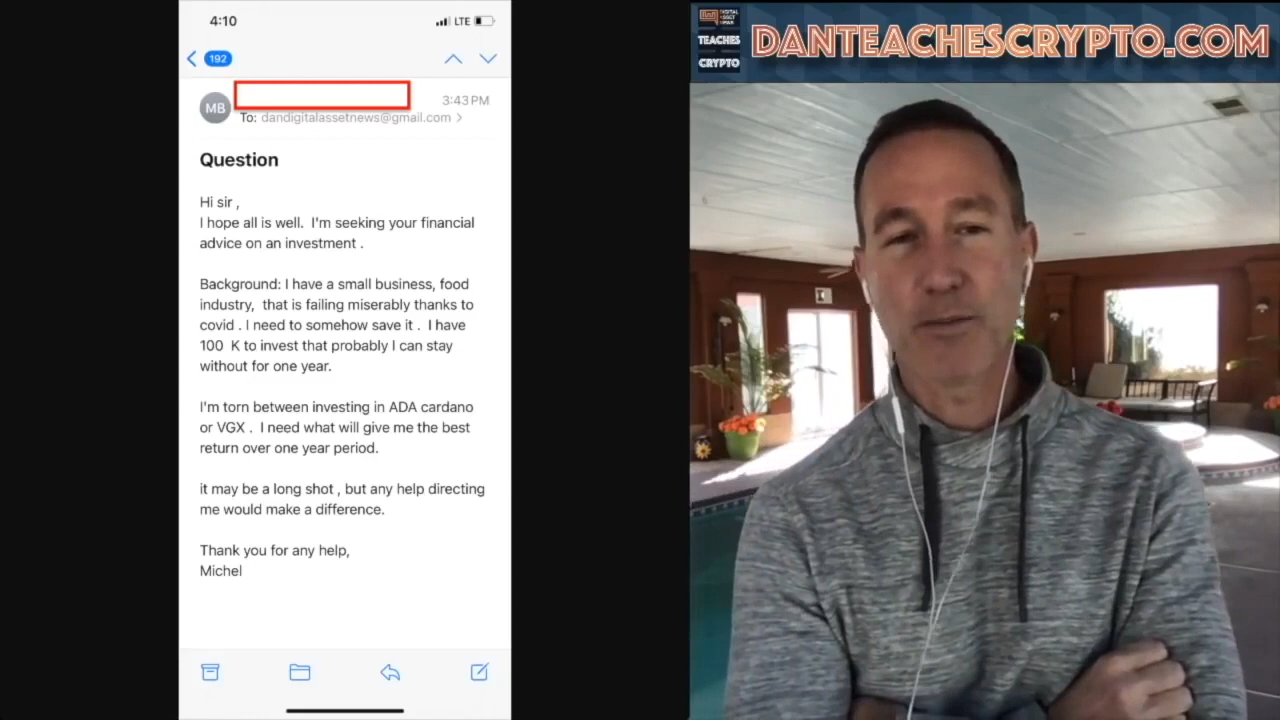 4:10
LTE
192
MB
3:43 PM
To: dandigitalassetnews@gmail.com
Question
Hi sir ,
I hope all is well. I'm seeking your financial
advice on an investment .
Background: I have a small business, food
industry, that is failing miserably thanks to
covid . I need to somehow save it . I have
100 K to invest that probably I can stay
without for one year.
I'm torn between investing in ADA cardano
or VGX . I need what will give me the best
return over one year period.
it may be a long shot , but any help directing
me would make a difference.
Thank you for any help,
Michel
DIGITAL
ASSET
NEWS
TEACHES
CRYPTO
DANTEACHESCRYPTO.COM